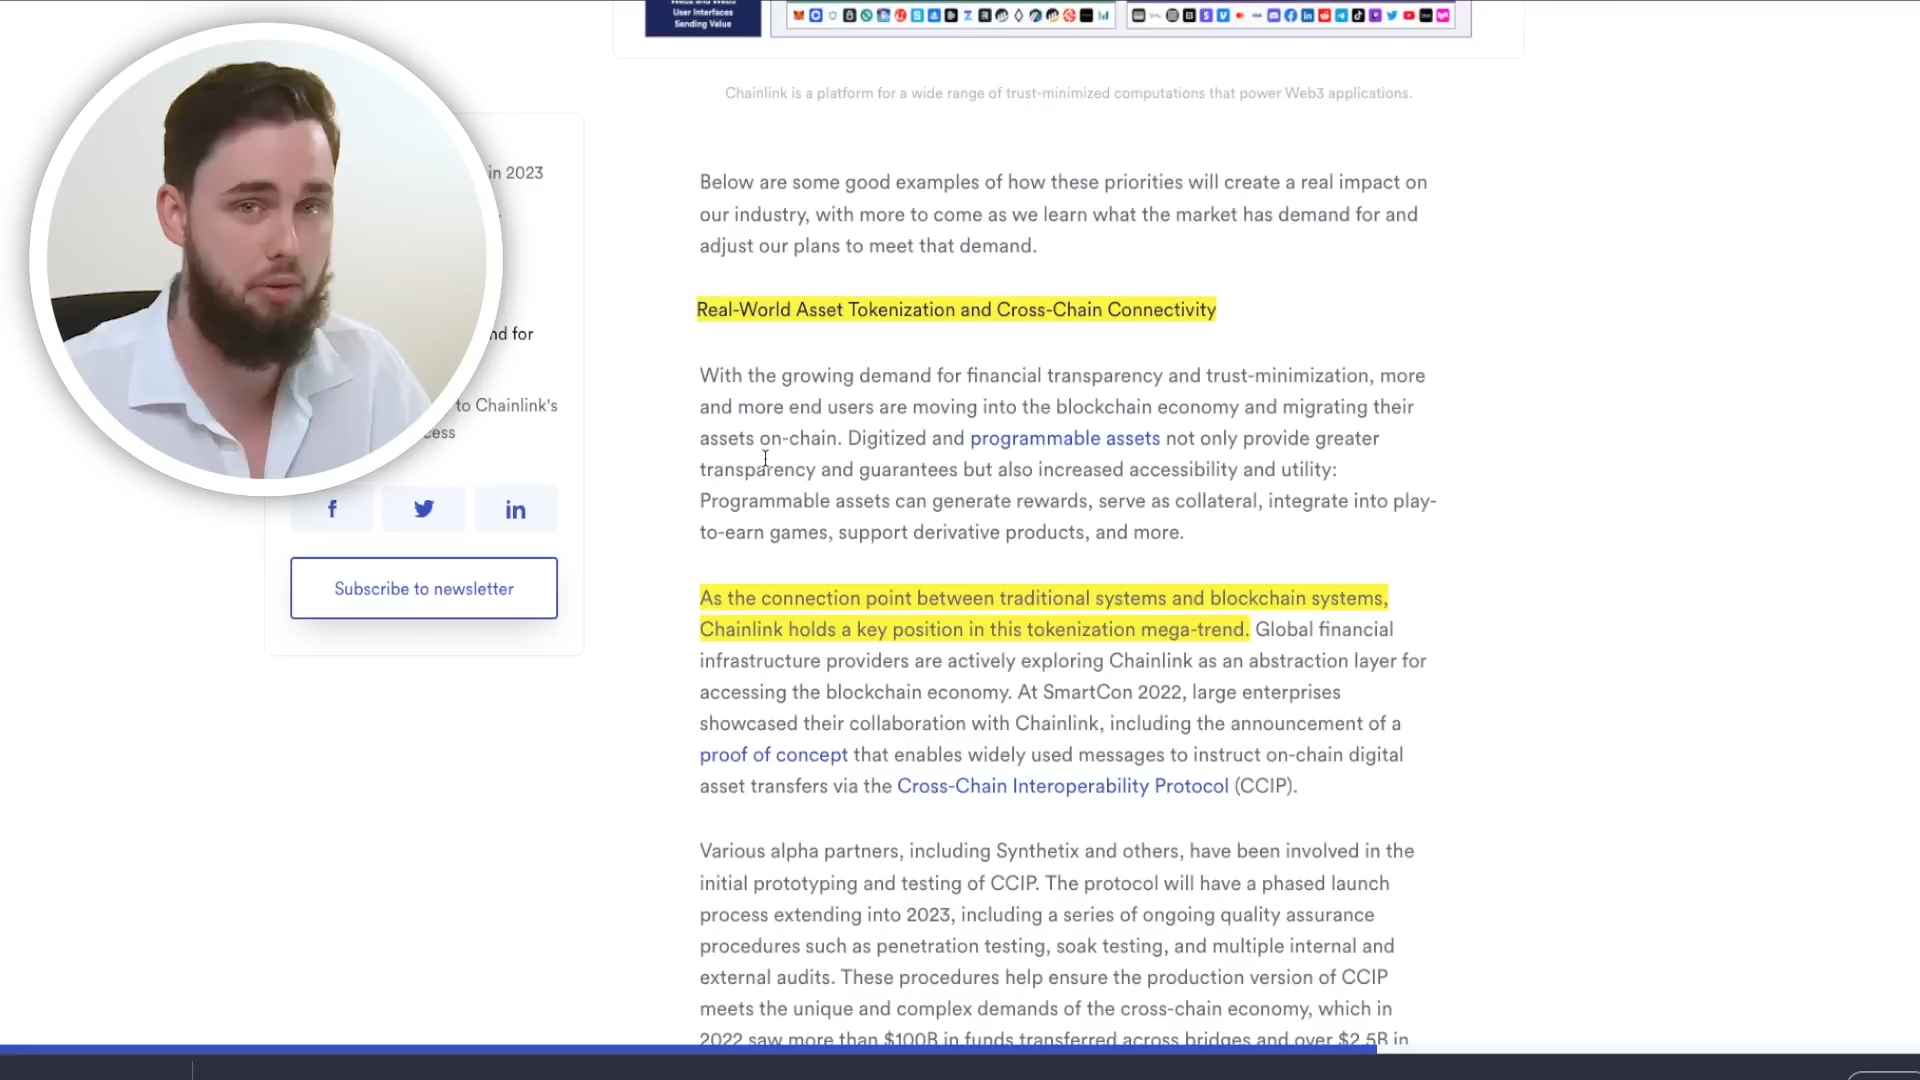 Web2 and Web3
User Interfaces
Sending Value
Chainlink is a platform for a wide range of trust-minimized computations that power Web3 applications.
in 2023
nd for
to Chainlink's
cess
Subscribe to newsletter
Below are some good examples of how these priorities will create a real impact on
our industry, with more to come as we learn what the market has demand for and
adjust our plans to meet that demand.
Real-World Asset Tokenization and Cross-Chain Connectivity
With the growing demand for financial transparency and trust-minimization, more
and more end users are moving into the blockchain economy and migrating their
assets on-chain. Digitized and programmable assets not only provide greater
transparency and guarantees but also increased accessibility and utility:
Programmable assets can generate rewards, serve as collateral, integrate into play-
to-earn games, support derivative products, and more.
As the connection point between traditional systems and blockchain systems,
Chainlink holds a key position in this tokenization mega-trend. Global financial
infrastructure providers are actively exploring Chainlink as an abstraction layer for
accessing the blockchain economy. At SmartCon 2022, large enterprises
showcased their collaboration with Chainlink, including the announcement of a
proof of concept that enables widely used messages to instruct on-chain digital
asset transfers via the Cross-Chain Interoperability Protocol (CCIP).
Various alpha partners, including Synthetix and others, have been involved in the
initial prototyping and testing of CCIP. The protocol will have a phased launch
process extending into 2023, including a series of ongoing quality assurance
procedures such as penetration testing, soak testing, and multiple internal and
external audits. These procedures help ensure the production version of CCIP
meets the unique and complex demands of the cross-chain economy, which in
2022 saw more than $100B in funds transferred across bridges and over $2.5B in